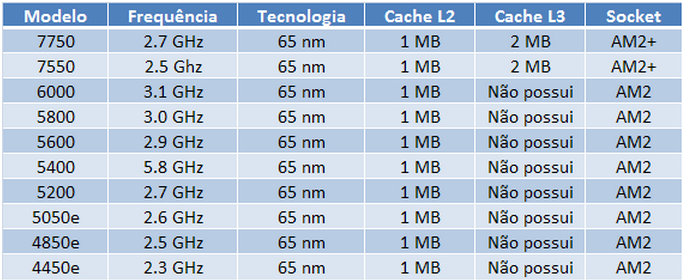 Modelo Frequência Tecnologia Cache L2 Cache L3 Socket
7750 2.7 GHz 65 nm 1 MB 2 MB AM2+
7550 2.5 Ghz 65 nm 1 MB 2 MB AM2+
6000 3.1 GHz 65 nm 1 MB Não possui AM2
5800 3.0 GHz 65 nm 1 MB Não possui AM2
5600 2.9 GHz 65 nm 1 MB Não possui AM2
5400 5.8 GHz 65 nm 1 MB Não possui AM2
5200 2.7 GHz 65 nm 1 MB Não possui AM2
5050e 2.6 GHz 65 nm 1 MB Não possui AM2
4850e 2.5 GHz 65 nm 1 MB Não possui AM2
4450e 2.3 GHz 65 nm 1 MB Não possui AM2